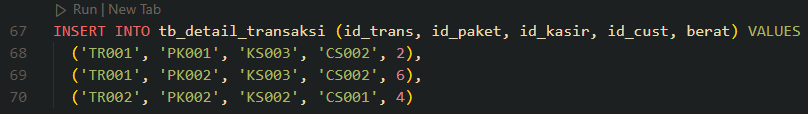 Run | New Tab
67 INSERT INTO tb_detail_transaksi (id_trans, id_paket, id_kasir, id_cust, berat) VALUES
68 ('TR001', 'PK001', 'KS003', 'CS002', 2),
69 ('TR001', 'PK002', 'KS003', 'CS002', 6),
70 ('TR002', 'PK002', 'KS002', 'CS001', 4)